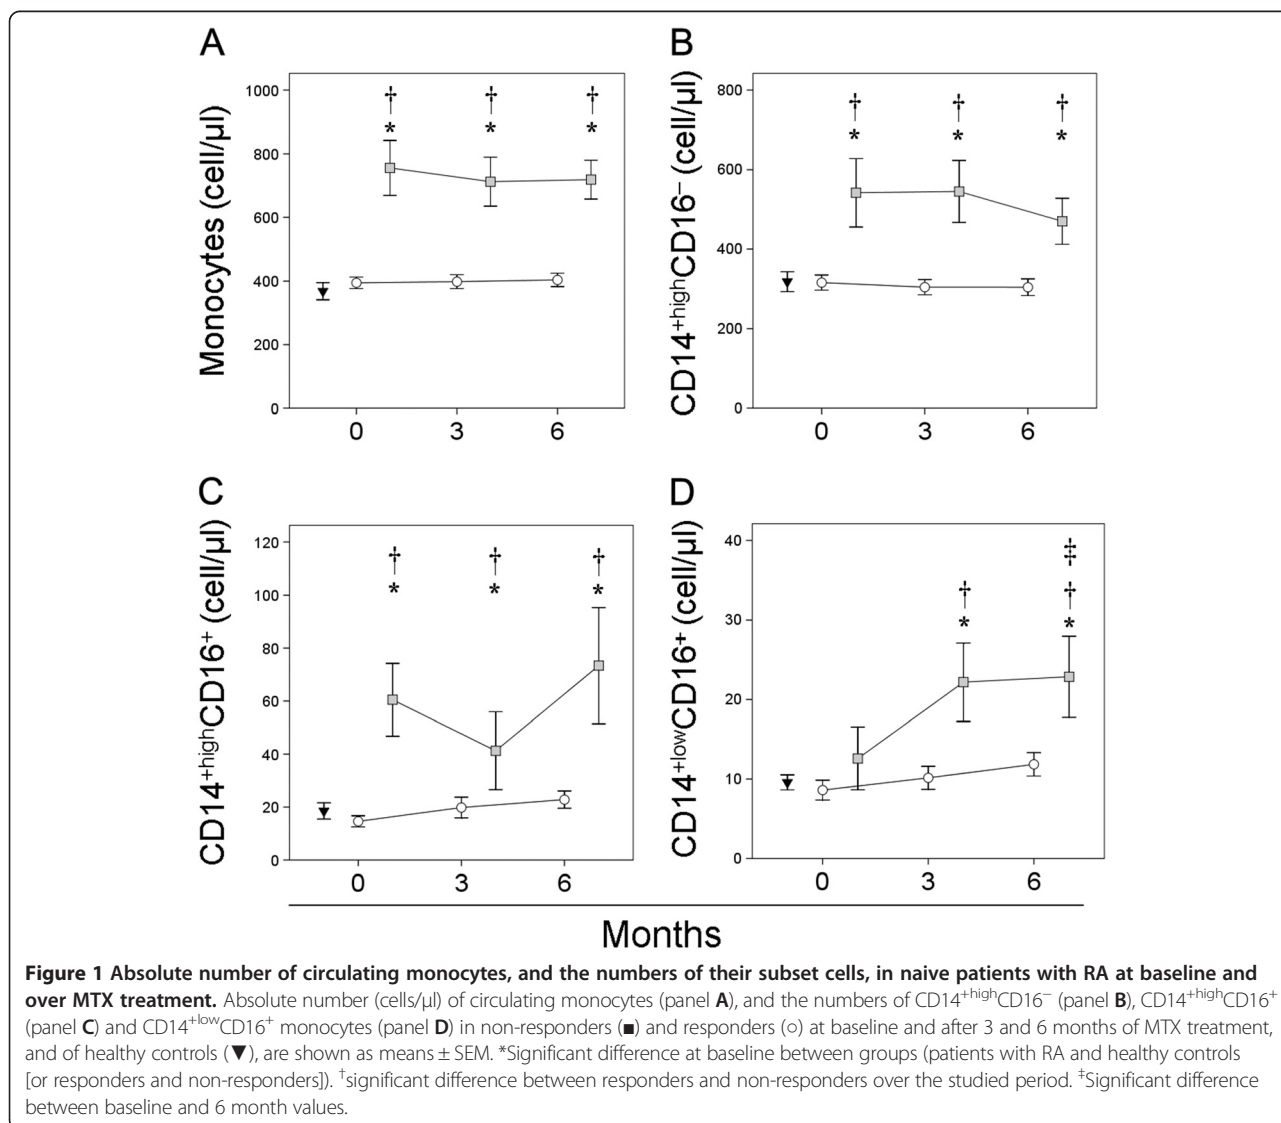 A
Monocytes (cell/µl)
1000
800
600
400
200
0
† † †
* * *
0 3 6
B
CD14⁺ʰⁱᵍʰCD16⁻ (cell/µl)
800
600
400
200
0
† † †
* * *
0 3 6
C
CD14⁺ʰⁱᵍʰCD16⁺ (cell/µl)
120
100
80
60
40
20
0
† † †
* * *
0 3 6
D
CD14⁺ˡᵒʷCD16⁺ (cell/µl)
40
30
20
10
0
‡
† †
* *
0 3 6
Months
Figure 1 Absolute number of circulating monocytes, and the numbers of their subset cells, in naive patients with RA at baseline and
over MTX treatment. Absolute number (cells/µl) of circulating monocytes (panel A), and the numbers of CD14⁺ʰⁱᵍʰCD16⁻ (panel B), CD14⁺ʰⁱᵍʰCD16⁺
(panel C) and CD14⁺ˡᵒʷCD16⁺ monocytes (panel D) in non-responders (■) and responders (○) at baseline and after 3 and 6 months of MTX treatment,
and of healthy controls (▼), are shown as means ± SEM. *Significant difference at baseline between groups (patients with RA and healthy controls
[or responders and non-responders]). †significant difference between responders and non-responders over the studied period. ‡Significant difference
between baseline and 6 month values.